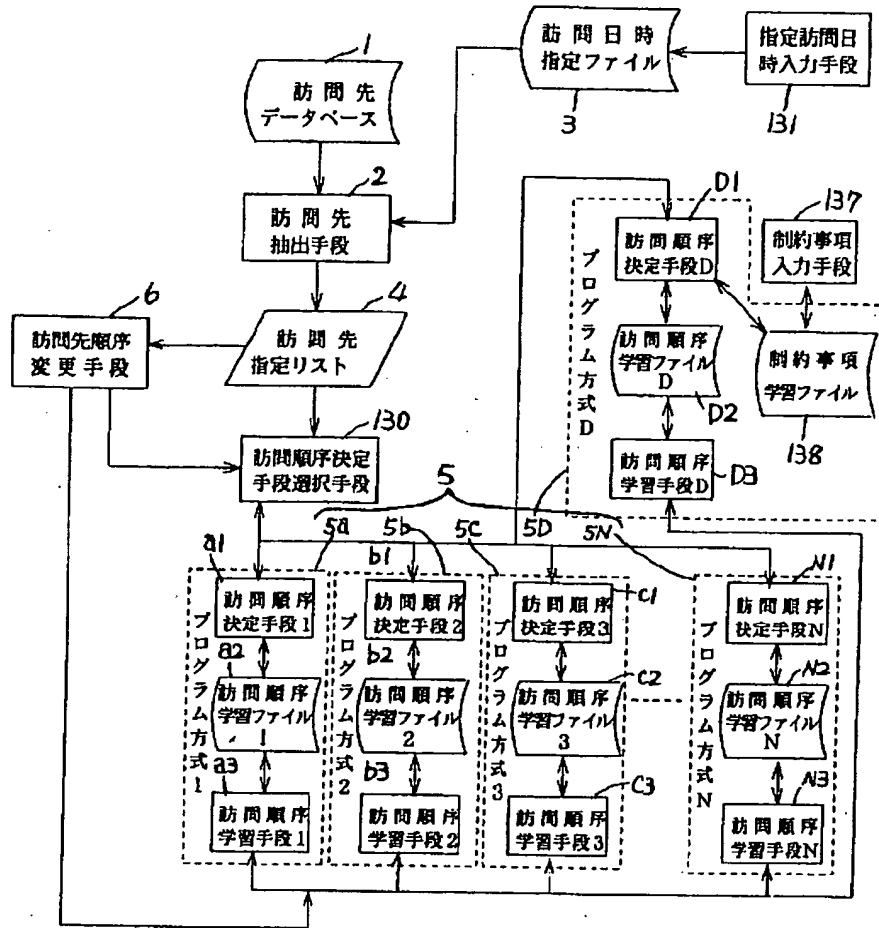 1
訪問先
データベース
訪問日時
指定ファイル
3
指定訪問日
時入力手段
131
2
訪問先
抽出手段
6
訪問先順序
変更手段
4
訪問先
指定リスト
130
訪問順序決定
手段選択手段
D1
訪問順序
決定手段D
137
制約事項
入力手段
プログラム方式D
訪問順序
学習ファイル
D
D2
制約事項
学習ファイル
138
訪問順序
学習手段D
D3
5
5a
5b
5C
5D
5N
a1
訪問順序
決定手段1
a2
訪問順序
学習ファイル
1
a3
訪問順序
学習手段1
プログラム方式1
b1
訪問順序
決定手段2
b2
訪問順序
学習ファイル
2
b3
訪問順序
学習手段2
プログラム方式2
C1
訪問順序
決定手段3
C2
訪問順序
学習ファイル
3
C3
訪問順序
学習手段3
プログラム方式3
N1
訪問順序
決定手段N
N2
訪問順序
学習ファイル
N
N3
訪問順序
学習手段N
プログラム方式N